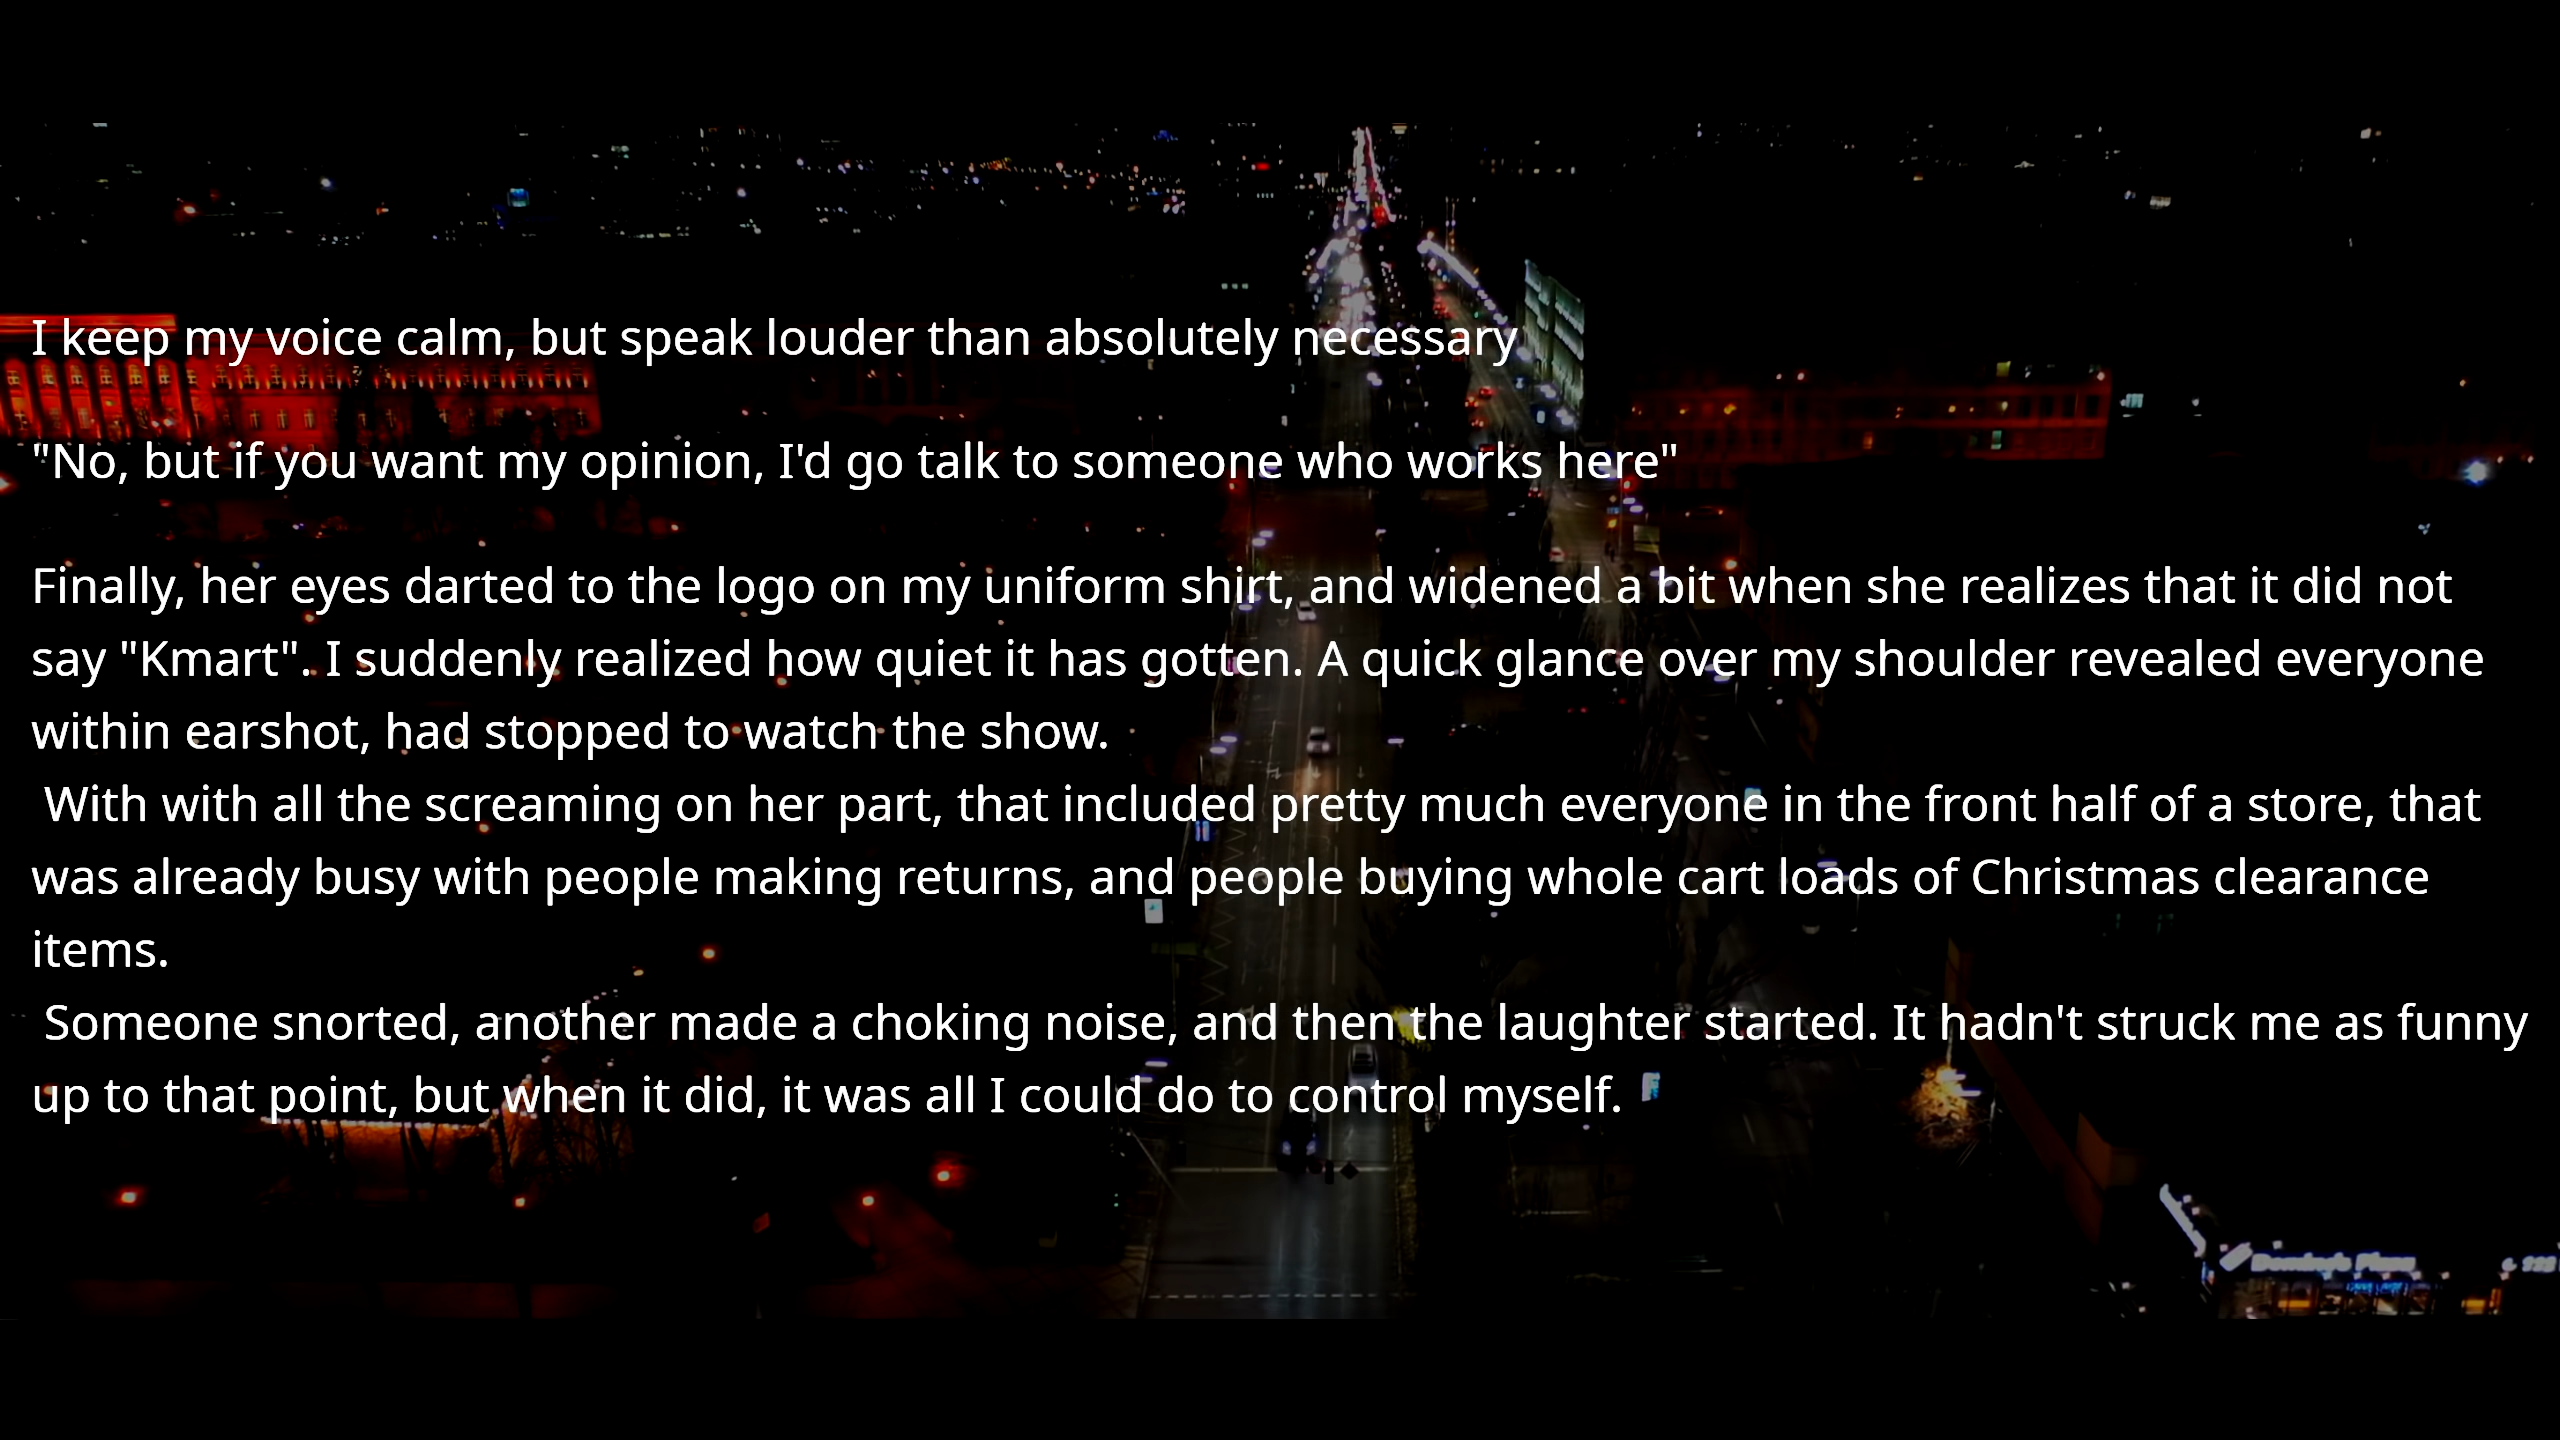 I keep my voice calm, but speak louder than absolutely necessary
"No, but if you want my opinion, I'd go talk to someone who works here"
Finally, her eyes darted to the logo on my uniform shirt, and widened a bit when she realizes that it did not
say "Kmart". I suddenly realized how quiet it has gotten. A quick glance over my shoulder revealed everyone
within earshot, had stopped to watch the show.
With with all the screaming on her part, that included pretty much everyone in the front half of a store, that
was already busy with people making returns, and people buying whole cart loads of Christmas clearance
items.
Someone snorted, another made a choking noise, and then the laughter started. It hadn't struck me as funny
up to that point, but when it did, it was all I could do to control myself.
Domino's Pizza